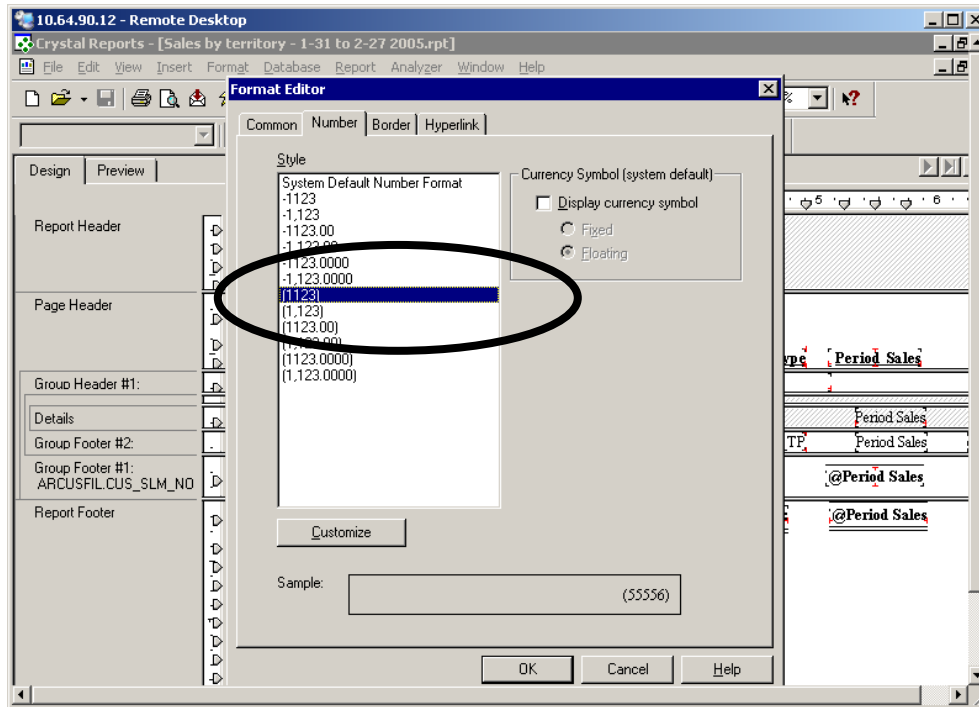 10.64.90.12 - Remote Desktop
Crystal Reports - [Sales by territory - 1-31 to 2-27 2005.rpt]
File Edit View Insert Format Database Report Analyzer Window Help
Format Editor
%
Common Number Border Hyperlink
Design Preview
Style
System Default Number Format
-1123
-1,123
-1123.00
-1,123.00
-1123.0000
-1,123.0000
(1123)
(1,123)
(1123.00)
(1,123.00)
(1123.0000)
(1,123.0000)
Currency Symbol (system default)
Display currency symbol
Fixed
Floating
Customize
Sample:
(55556)
OK Cancel Help
5 6
Report Header
Page Header
Period Sales
Group Header #1:
Details
Period Sales
Group Footer #2:
TP Period Sales
Group Footer #1:
ARCUSFIL.CUS_SLM_NO
@Period Sales
Report Footer
@Period Sales